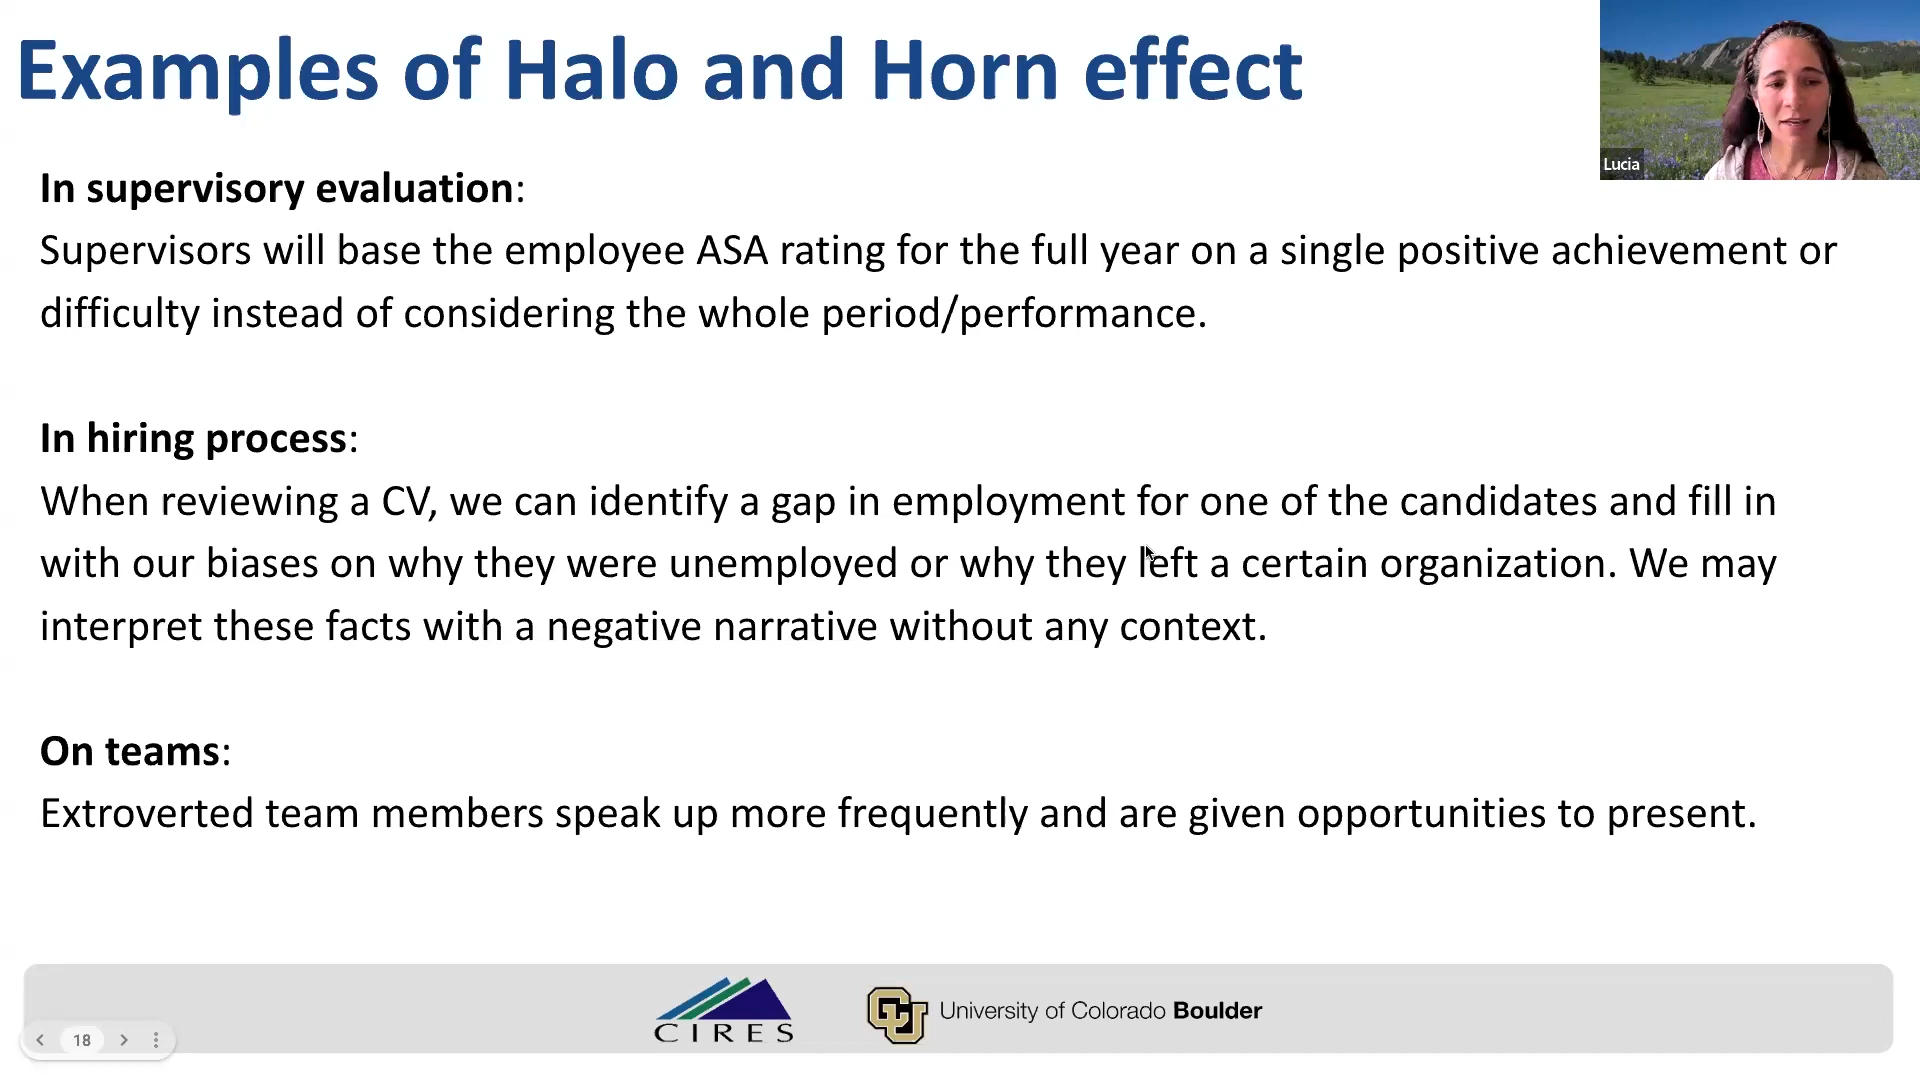 Examples of Halo and Horn effect
Lucia
In supervisory evaluation:
Supervisors will base the employee ASA rating for the full year on a single positive achievement or
difficulty instead of considering the whole period/performance.
In hiring process:
When reviewing a CV, we can identify a gap in employment for one of the candidates and fill in
with our biases on why they were unemployed or why they left a certain organization. We may
interpret these facts with a negative narrative without any context.
On teams:
Extroverted team members speak up more frequently and are given opportunities to present.
CIRES
CU University of Colorado Boulder
18